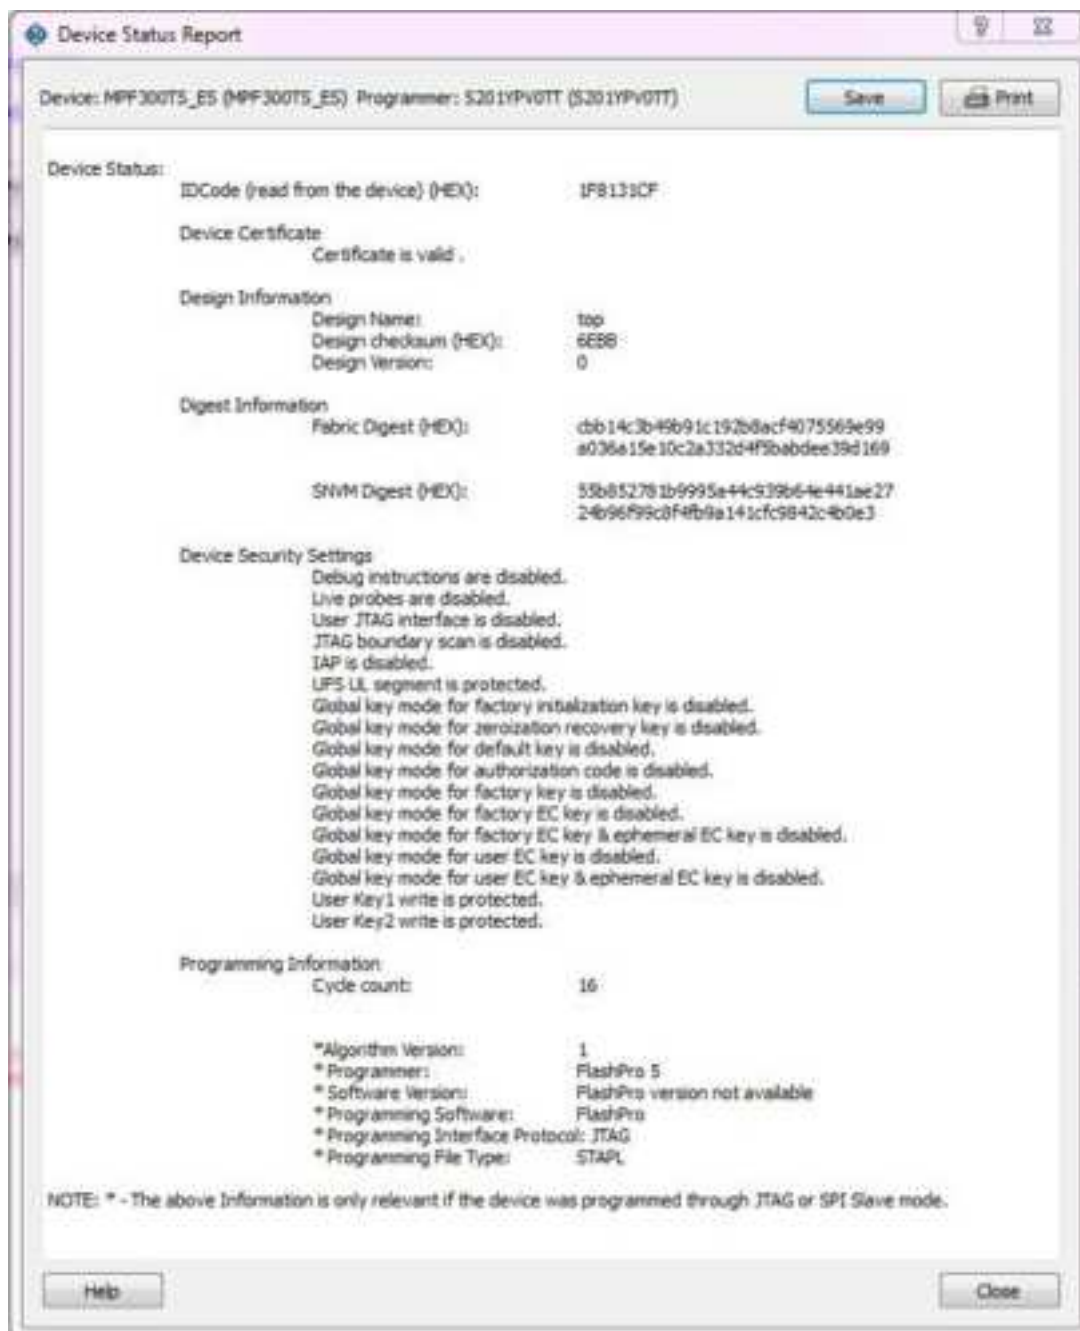 Device Status Report
Device: MPF300TS_ES (MPF300TS_ES) Programmer: S201YPV0TT (S201YPV0TT) Save Print
Device Status:
IDCode (read from the device) (HEX): 1F8131CF
Device Certificate
Certificate is valid .
Design Information
Design Name: top
Design checksum (HEX): 6EBB
Design Version: 0
Digest Information
Fabric Digest (HEX): cbb14c3b49b91c192b8acf4075569e99
a036a15e10c2a332d4f5babdee39d169
SNVM Digest (HEX): 55b852781b9995a44c939b64e441ae27
24b96f99c8f4fb9a141cfc9842c4b0e3
Device Security Settings
Debug instructions are disabled.
Live probes are disabled.
User JTAG interface is disabled.
JTAG boundary scan is disabled.
IAP is disabled.
UPS UL segment is protected.
Global key mode for factory initialization key is disabled.
Global key mode for zeroization recovery key is disabled.
Global key mode for default key is disabled.
Global key mode for authorization code is disabled.
Global key mode for factory key is disabled.
Global key mode for factory EC key is disabled.
Global key mode for factory EC key & ephemeral EC key is disabled.
Global key mode for user EC key is disabled.
Global key mode for user EC key & ephemeral EC key is disabled.
User Key1 write is protected.
User Key2 write is protected.
Programming Information
Cycle count: 16
*Algorithm Version: 1
* Programmer: FlashPro 5
* Software Version: FlashPro version not available
* Programming Software: FlashPro
* Programming Interface Protocol: JTAG
* Programming File Type: STAPL
NOTE: * - The above Information is only relevant if the device was programmed through JTAG or SPI Slave mode.
Help Close